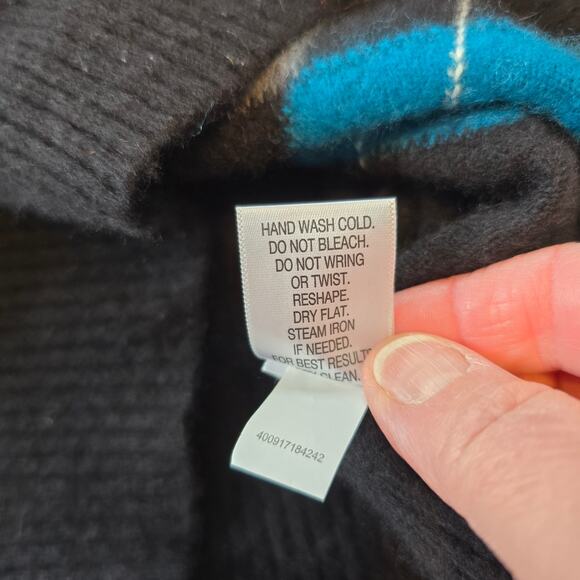 HAND WASH COLD.
DO NOT BLEACH.
DO NOT WRING
OR TWIST.
RESHAPE.
DRY FLAT.
STEAM IRON
IF NEEDED.
FOR BEST RESULTS
CLEAN.
400917184242